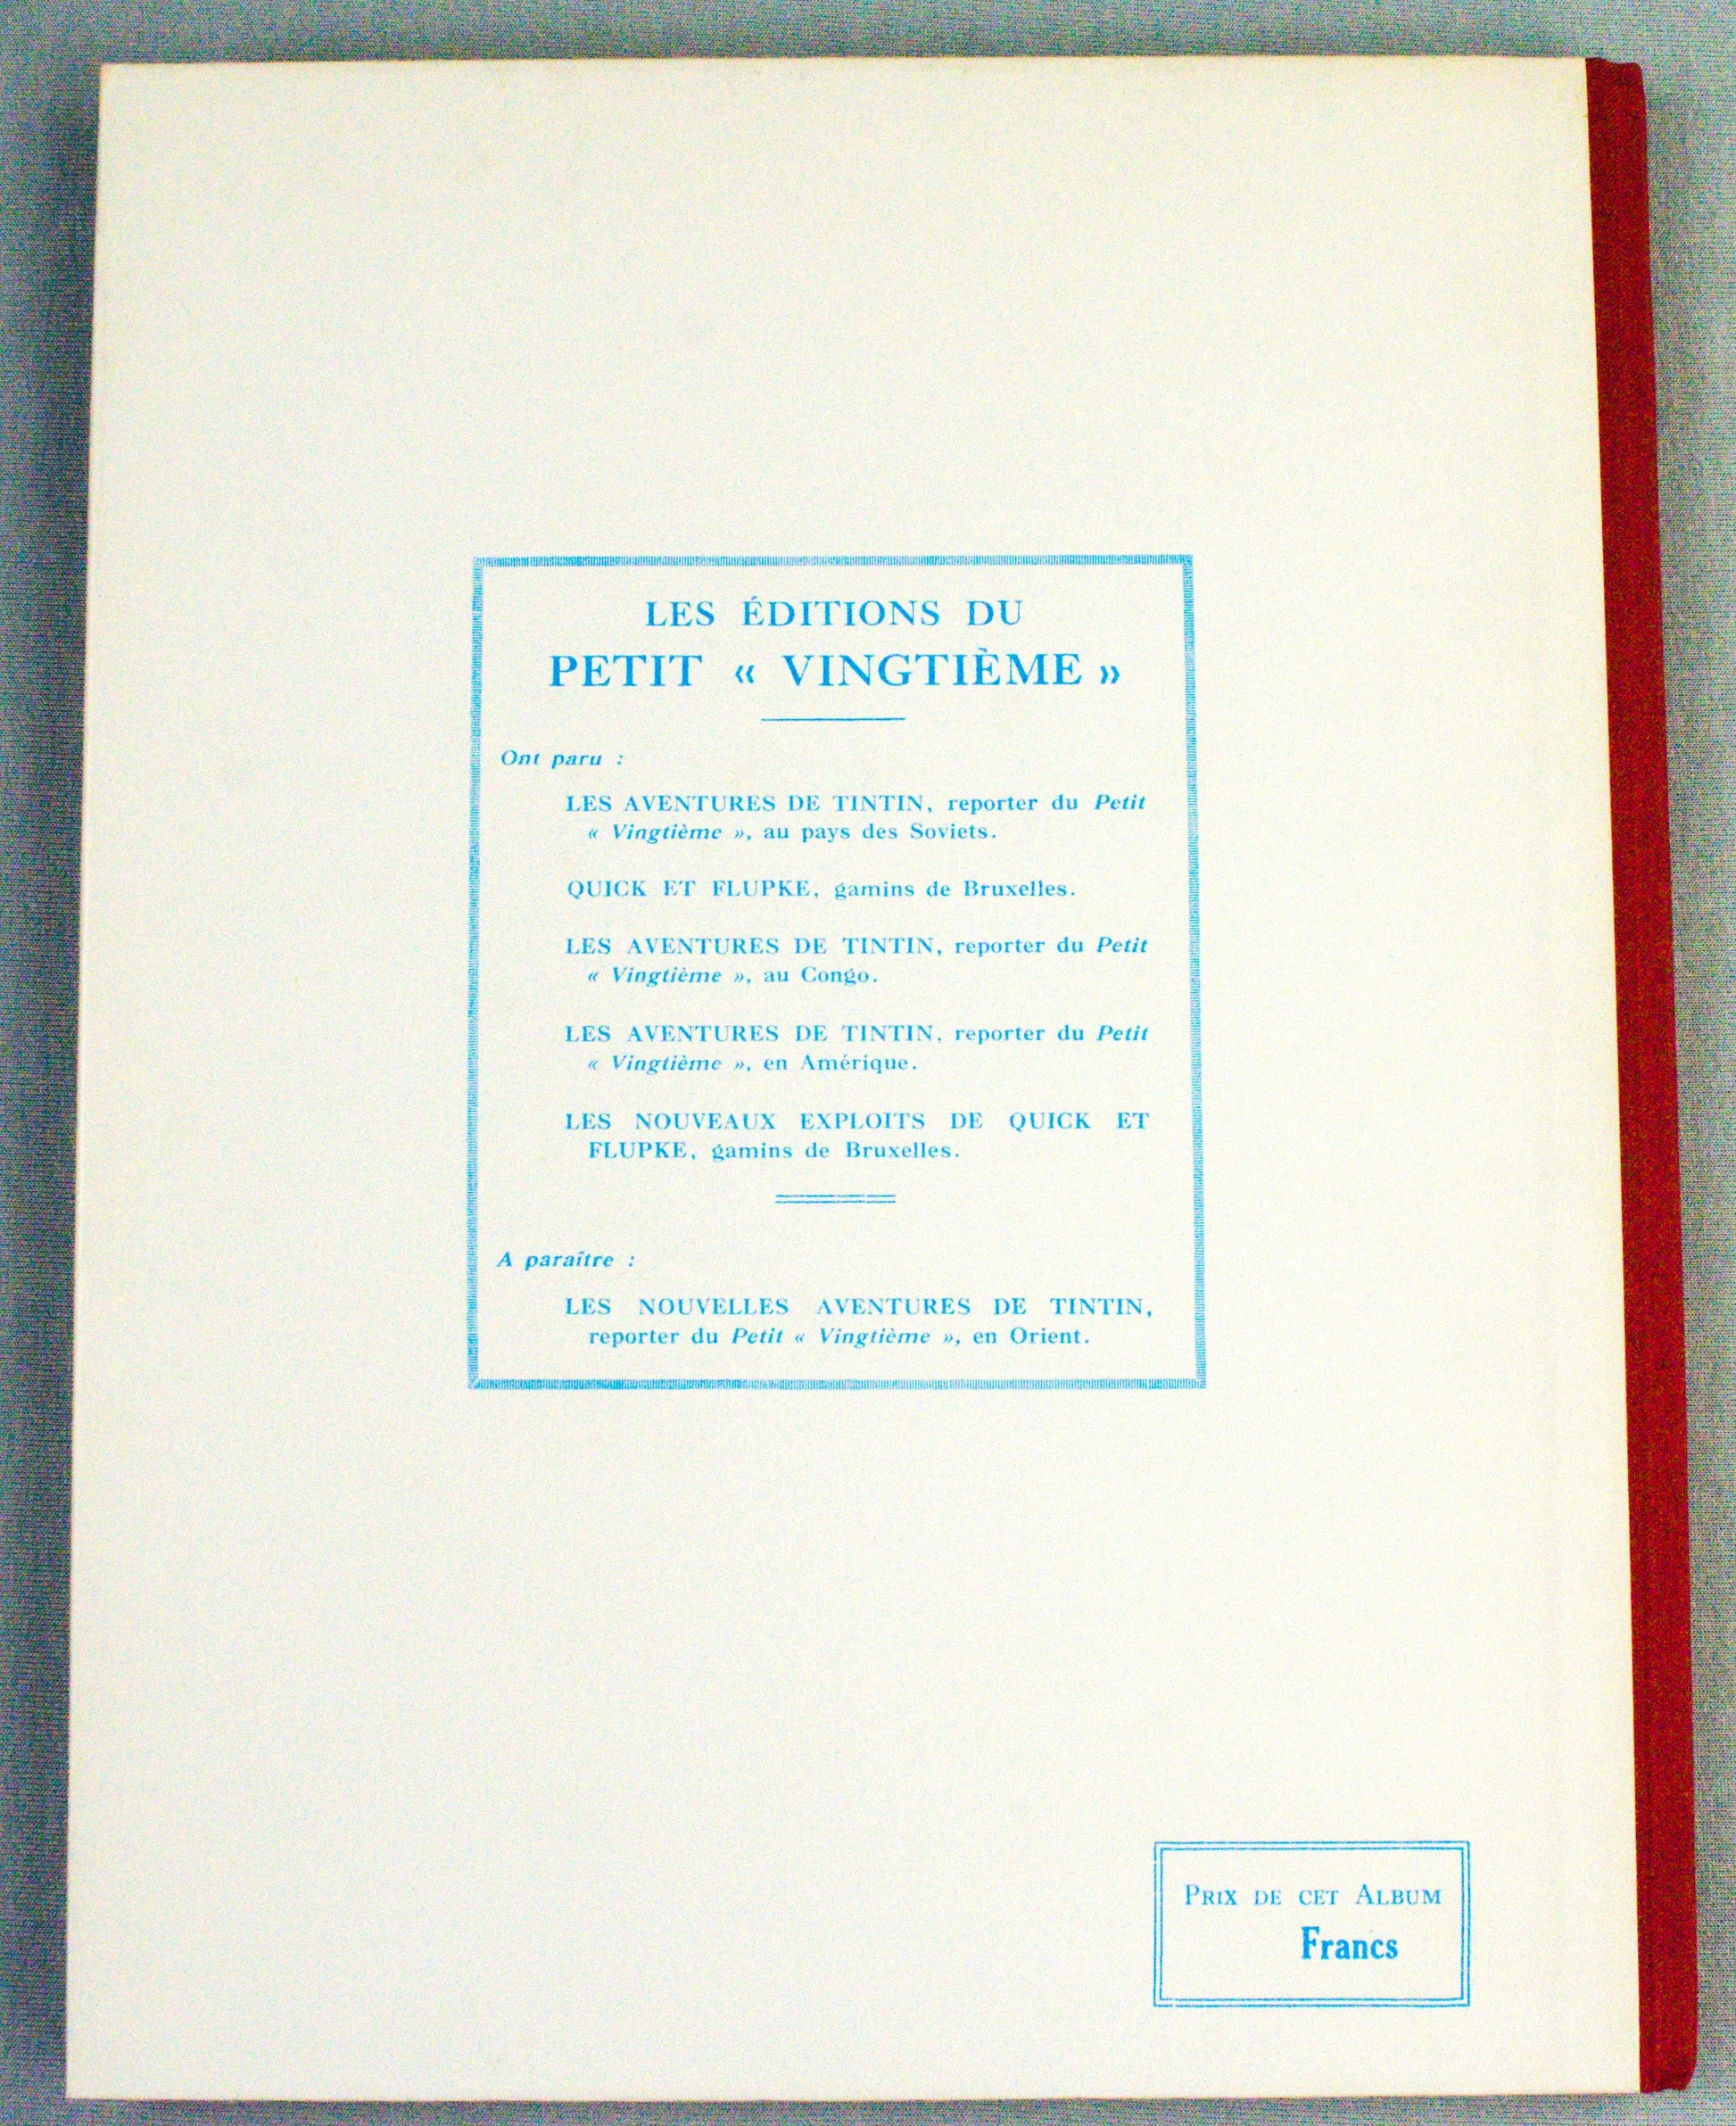 LES ÉDITIONS DU
PETIT « VINGTIÈME »
Ont paru :
LES AVENTURES DE TINTIN, reporter du Petit
« Vingtième », au pays des Soviets.
QUICK ET FLUPKE, gamins de Bruxelles.
LES AVENTURES DE TINTIN, reporter du Petit
« Vingtième », au Congo.
LES AVENTURES DE TINTIN, reporter du Petit
« Vingtième », en Amérique.
LES NOUVEAUX EXPLOITS DE QUICK ET
FLUPKE, gamins de Bruxelles.
A paraître :
LES NOUVELLES AVENTURES DE TINTIN,
reporter du Petit « Vingtième », en Orient.
PRIX DE CET ALBUM
Francs